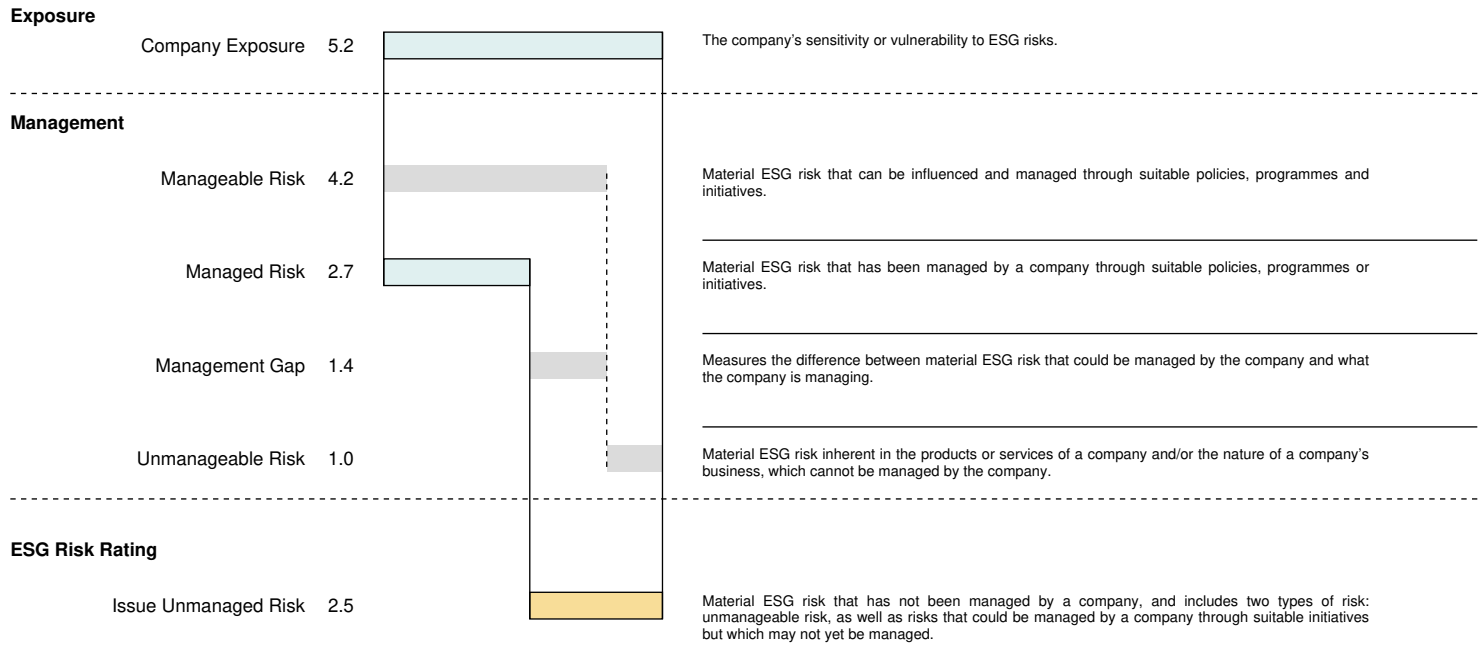 Exposure
Company Exposure 5.2
The company's sensitivity or vulnerability to ESG risks.
Management
Manageable Risk 4.2
Material ESG risk that can be influenced and managed through suitable policies, programmes and
initiatives.
Managed Risk 2.7
Material ESG risk that has been managed by a company through suitable policies, programmes or
initiatives.
Management Gap 1.4
Measures the difference between material ESG risk that could be managed by the company and what
the company is managing.
Unmanageable Risk 1.0
Material ESG risk inherent in the products or services of a company and/or the nature of a company's
business, which cannot be managed by the company.
ESG Risk Rating
Issue Unmanaged Risk 2.5
Material ESG risk that has not been managed by a company, and includes two types of risk:
unmanageable risk, as well as risks that could be managed by a company through suitable initiatives
but which may not yet be managed.